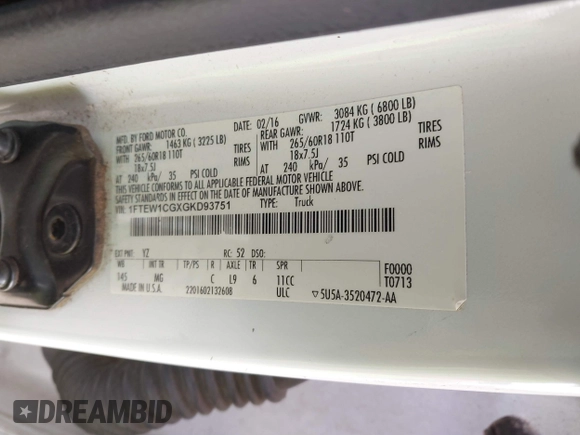 MFD. BY FORD MOTOR CO.
DATE: 02/16 GVWR: 3084 KG ( 6800 LB)
FRONT GAWR: 1463 KG ( 3225 LB)
REAR GAWR: 1724 KG ( 3800 LB)
WITH 265/60R18 110T TIRES
WITH 265/60R18 110T TIRES
18x7.5J RIMS
18x7.5J RIMS
AT 240 kPa/ 35 PSI COLD
AT 240 kPa/ 35 PSI COLD
THIS VEHICLE CONFORMS TO ALL APPLICABLE FEDERAL MOTOR VEHICLE
SAFETY STANDARDS IN EFFECT ON THE DATE OF MANUFACTURE SHOWN ABOVE.
VIN: 1FTEW1CGXGKD93751 TYPE: Truck
EXT PNT: YZ RC: 52 DSO:
WB INT TR TP/PS R AXLE TR SPR
145 MG C L9 6 11CC
MADE IN U.S.A. 2201602132608 ULC
F0000
T0713
▽5U5A-3520472-AA
DREAMBID